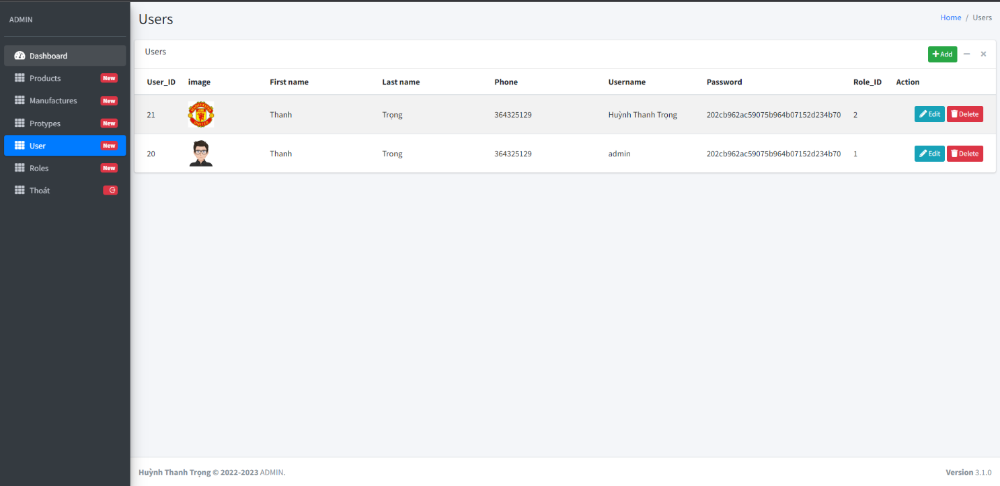 ADMIN
Dashboard
Products New
Manufactures New
Protypes New
User New
Roles New
Thoát
Users
Home / Users
Users
Add
User_ID image First name Last name Phone Username Password Role_ID Action
21 Thanh Trọng 364325129 Huỳnh Thanh Trọng 202cb962ac59075b964b07152d234b70 2 Edit Delete
20 Thanh Trong 364325129 admin 202cb962ac59075b964b07152d234b70 1 Edit Delete
Huỳnh Thanh Trọng © 2022-2023 ADMIN.
Version 3.1.0